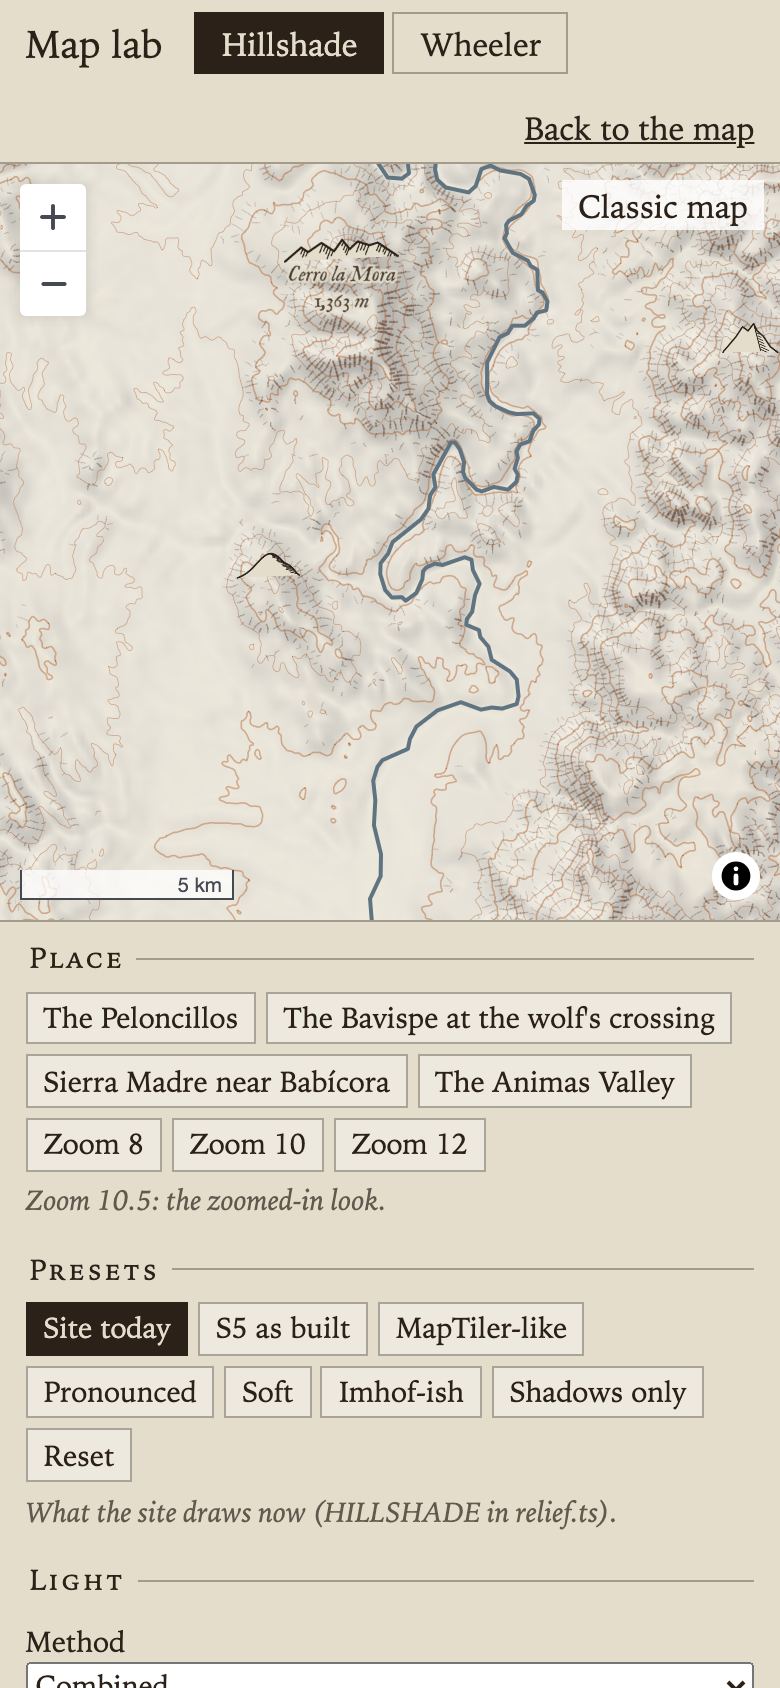 Map lab Hillshade Wheeler
Back to the map
+
Classic map
−
Cerro la Mora
1,363 m
5 km
PLACE
The Peloncillos The Bavispe at the wolf's crossing
Sierra Madre near Babícora The Animas Valley
Zoom 8 Zoom 10 Zoom 12
Zoom 10.5: the zoomed-in look.
PRESETS
Site today S5 as built MapTiler-like
Pronounced Soft Imhof-ish Shadows only
Reset
What the site draws now (HILLSHADE in relief.ts).
LIGHT
Method
Combined